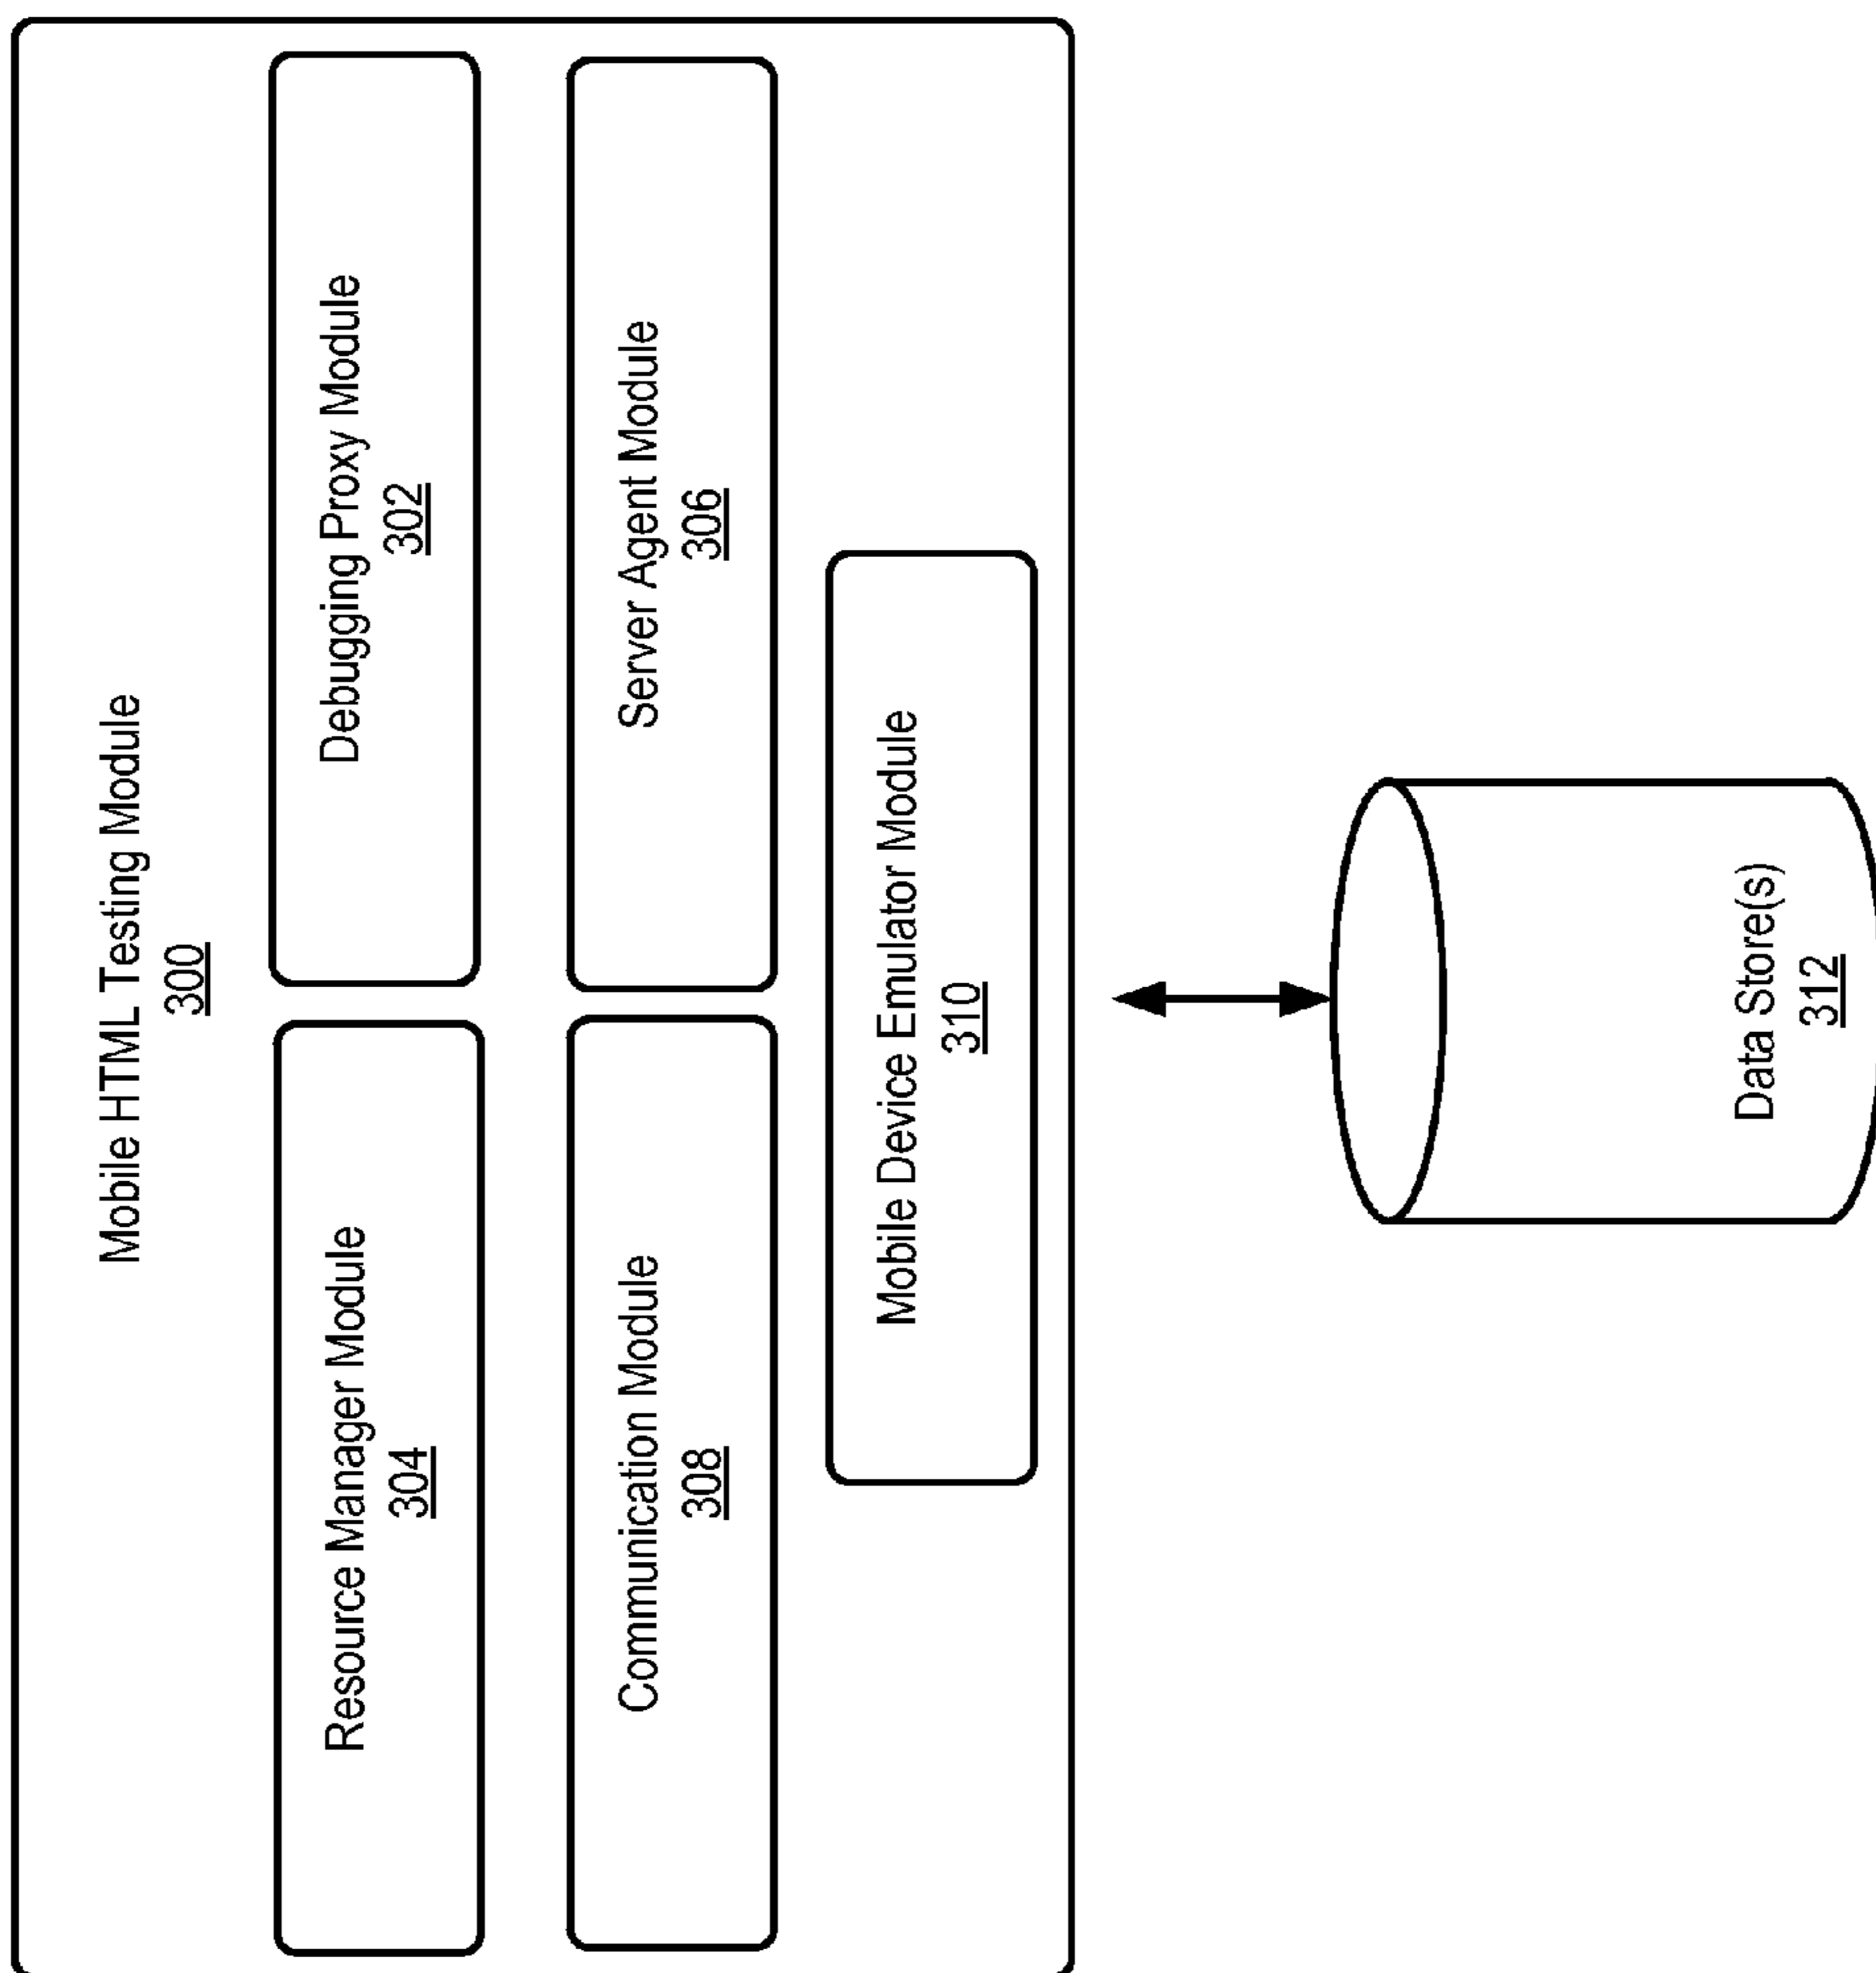 Mobile HTML Testing Module
300
Resource Manager Module
304
Debugging Proxy Module
302
Communication Module
308
Server Agent Module
306
Mobile Device Emulator Module
310
Data Store(s)
312